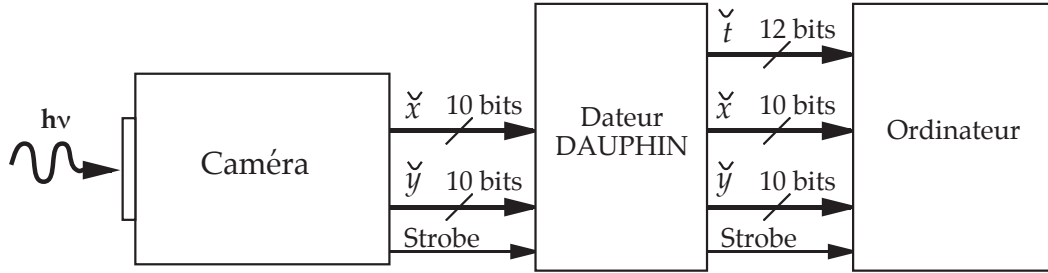 hν
Caméra
x̆ 10 bits
y̆ 10 bits
Strobe
Dateur
DAUPHIN
t̆ 12 bits
x̆ 10 bits
y̆ 10 bits
Strobe
Ordinateur